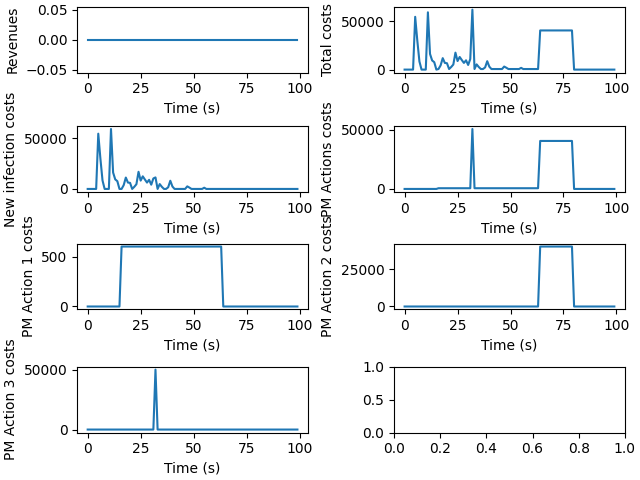 Revenues
0.05
0.00
−0.05
0 25 50 75 100
Time (s)
Total costs
50000
0
0 25 50 75 100
Time (s)
New infection costs
50000
0
0 25 50 75 100
Time (s)
PM Actions costs
50000
0
0 25 50 75 100
Time (s)
PM Action 1 costs
500
0
0 25 50 75 100
Time (s)
PM Action 2 costs
25000
0
0 25 50 75 100
Time (s)
PM Action 3 costs
50000
0
0 25 50 75 100
Time (s)
1.0
0.5
0.0
0.0 0.2 0.4 0.6 0.8 1.0